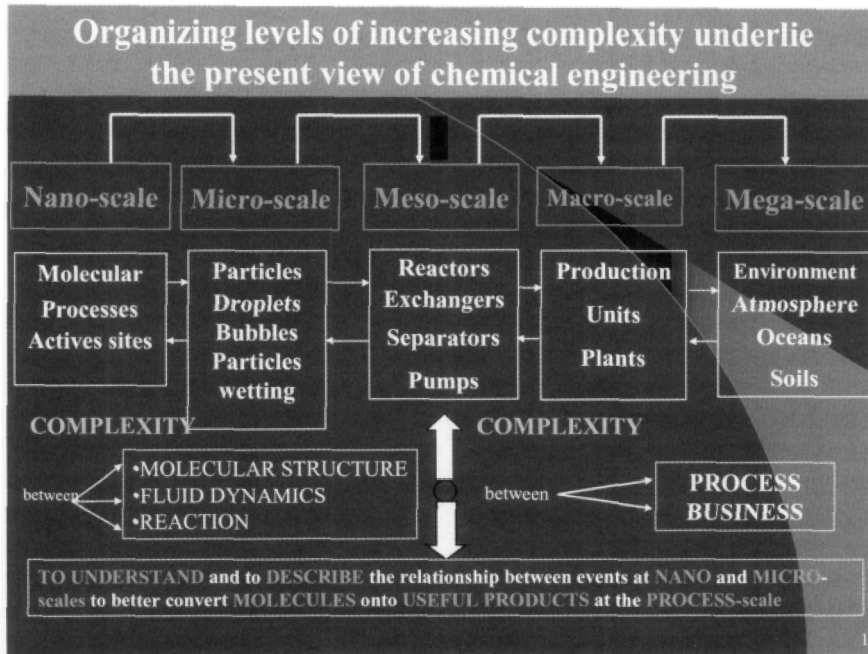 Organizing levels of increasing complexity underlie
the present view of chemical engineering
Nano-scale
Micro-scale
Meso-scale
Macro-scale
Mega-scale
Molecular
Processes
Actives sites
Particles
Droplets
Bubbles
Particles
wetting
Reactors
Exchangers
Separators
Pumps
Production
Units
Plants
Environment
Atmosphere
Oceans
Soils
COMPLEXITY
between
•MOLECULAR STRUCTURE
•FLUID DYNAMICS
•REACTION
COMPLEXITY
between
PROCESS
BUSINESS
TO UNDERSTAND and to DESCRIBE the relationship between events at NANO and MICRO-
scales to better convert MOLECULES onto USEFUL PRODUCTS at the PROCESS-scale
1